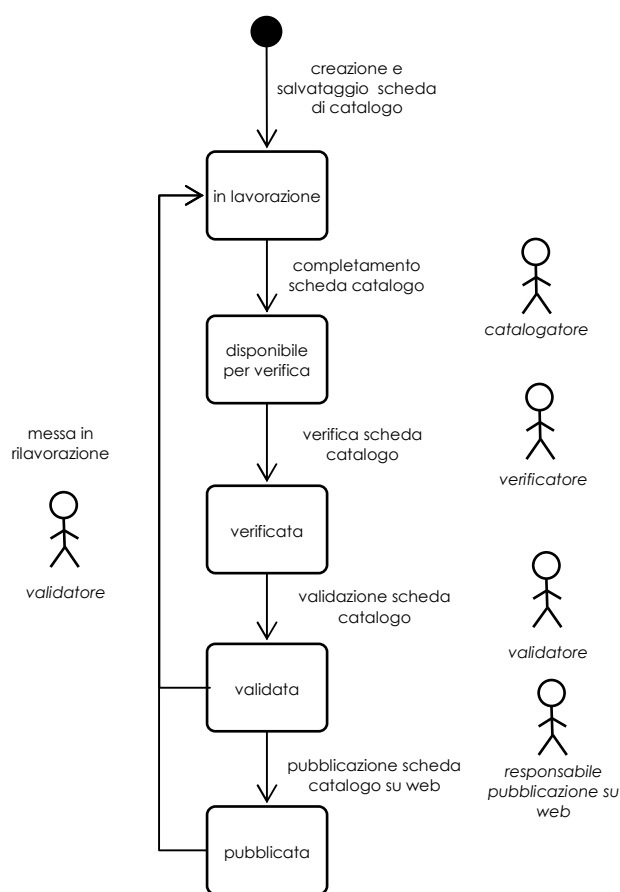 creazione e
salvataggio scheda
di catalogo
in lavorazione
completamento
scheda catalogo
catalogatore
disponibile
per verifica
verifica scheda
catalogo
verificatore
messa in
rilavorazione
validatore
verificata
validazione scheda
catalogo
validatore
validata
pubblicazione scheda
catalogo su web
responsabile
pubblicazione su
web
pubblicata